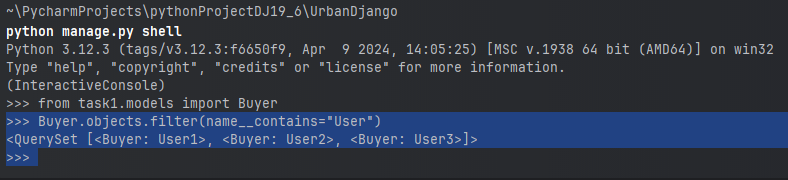 ~\PycharmProjects\pythonProjectDJ19_6\UrbanDjango
python manage.py shell
Python 3.12.3 (tags/v3.12.3:f6650f9, Apr  9 2024, 14:05:25) [MSC v.1938 64 bit (AMD64)] on win32
Type "help", "copyright", "credits" or "license" for more information.
(InteractiveConsole)
>>> from task1.models import Buyer
>>> Buyer.objects.filter(name__contains="User")
<QuerySet [<Buyer: User1>, <Buyer: User2>, <Buyer: User3>]>
>>>